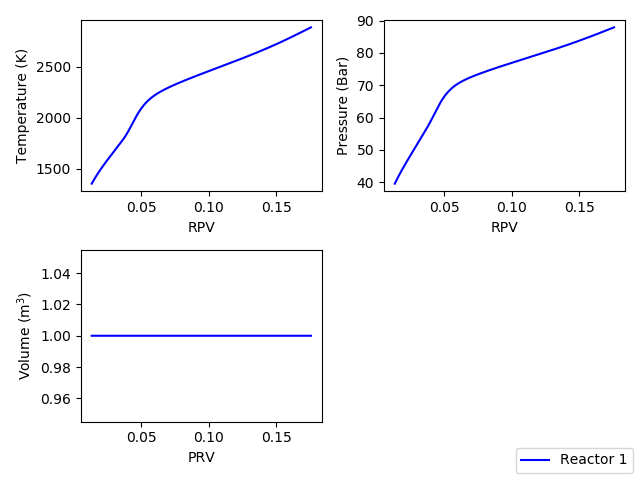 Temperature (K)
2500
2000
1500
0.05 0.10 0.15
RPV
Pressure (Bar)
90
80
70
60
50
40
0.05 0.10 0.15
RPV
Volume (m³)
1.04
1.02
1.00
0.98
0.96
0.05 0.10 0.15
PRV
Reactor 1